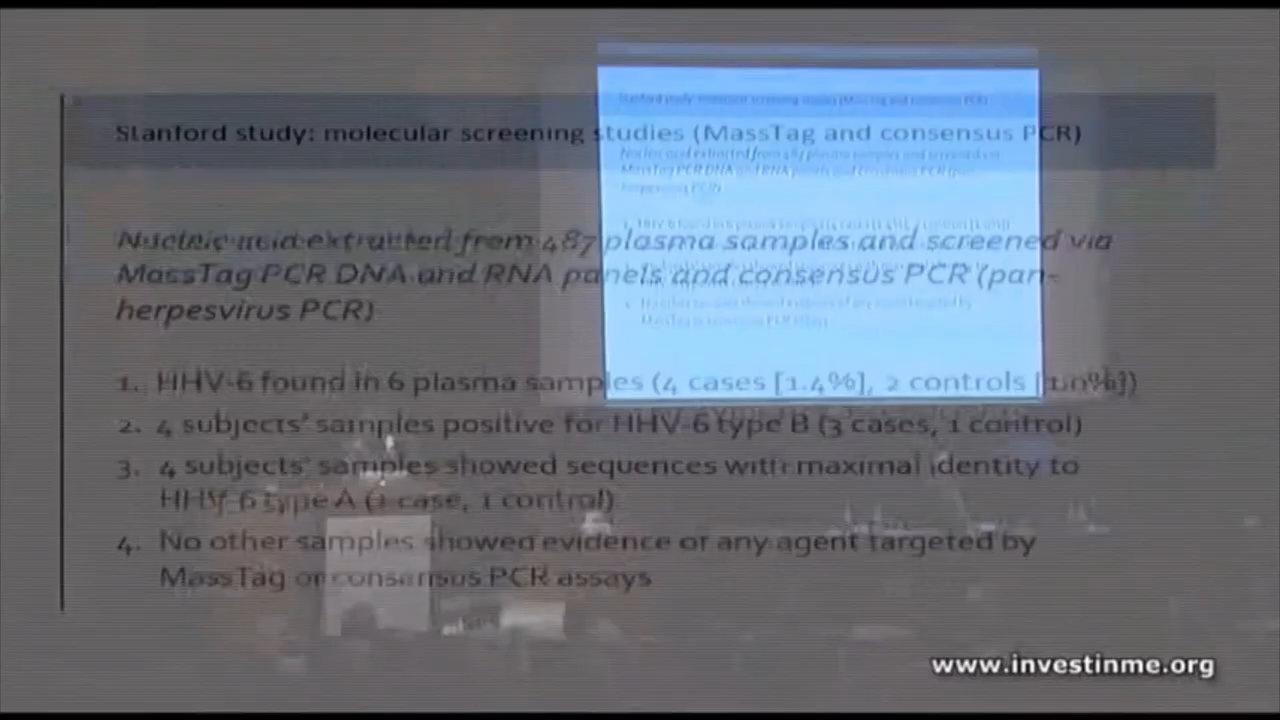 Stanford study: molecular screening studies (MassTag and consensus PCR)
Nucleic acid extracted from 487 plasma samples and screened via
MassTag PCR DNA and RNA panels and consensus PCR (pan-
herpesvirus PCR)
1. HHV-6 found in 6 plasma samples (4 cases [1.4%], 2 controls [1.0%])
2. 4 subjects' samples positive for HHV-6 type B (3 cases, 1 control)
3. 4 subjects' samples showed sequences with maximal identity to
HHV-6 type A (1 case, 1 control)
4. No other samples showed evidence of any agent targeted by
MassTag or consensus PCR assays
www.investinme.org